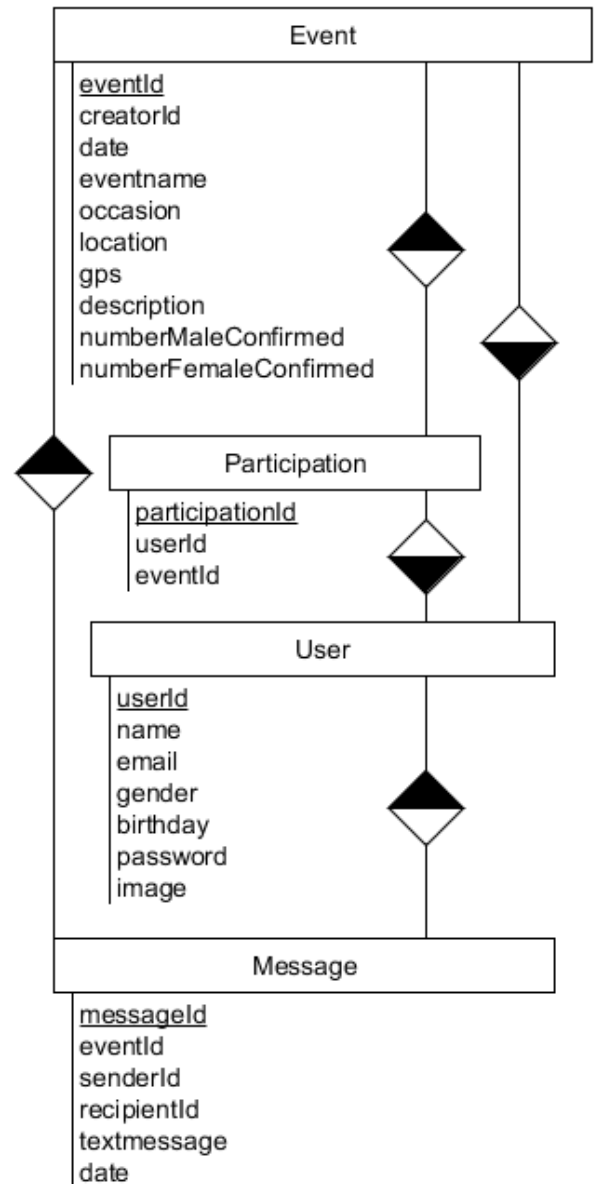 Event
eventId
creatorId
date
eventname
occasion
location
gps
description
numberMaleConfirmed
numberFemaleConfirmed
Participation
participationId
userId
eventId
User
userId
name
email
gender
birthday
password
image
Message
messageId
eventId
senderId
recipientId
textmessage
date